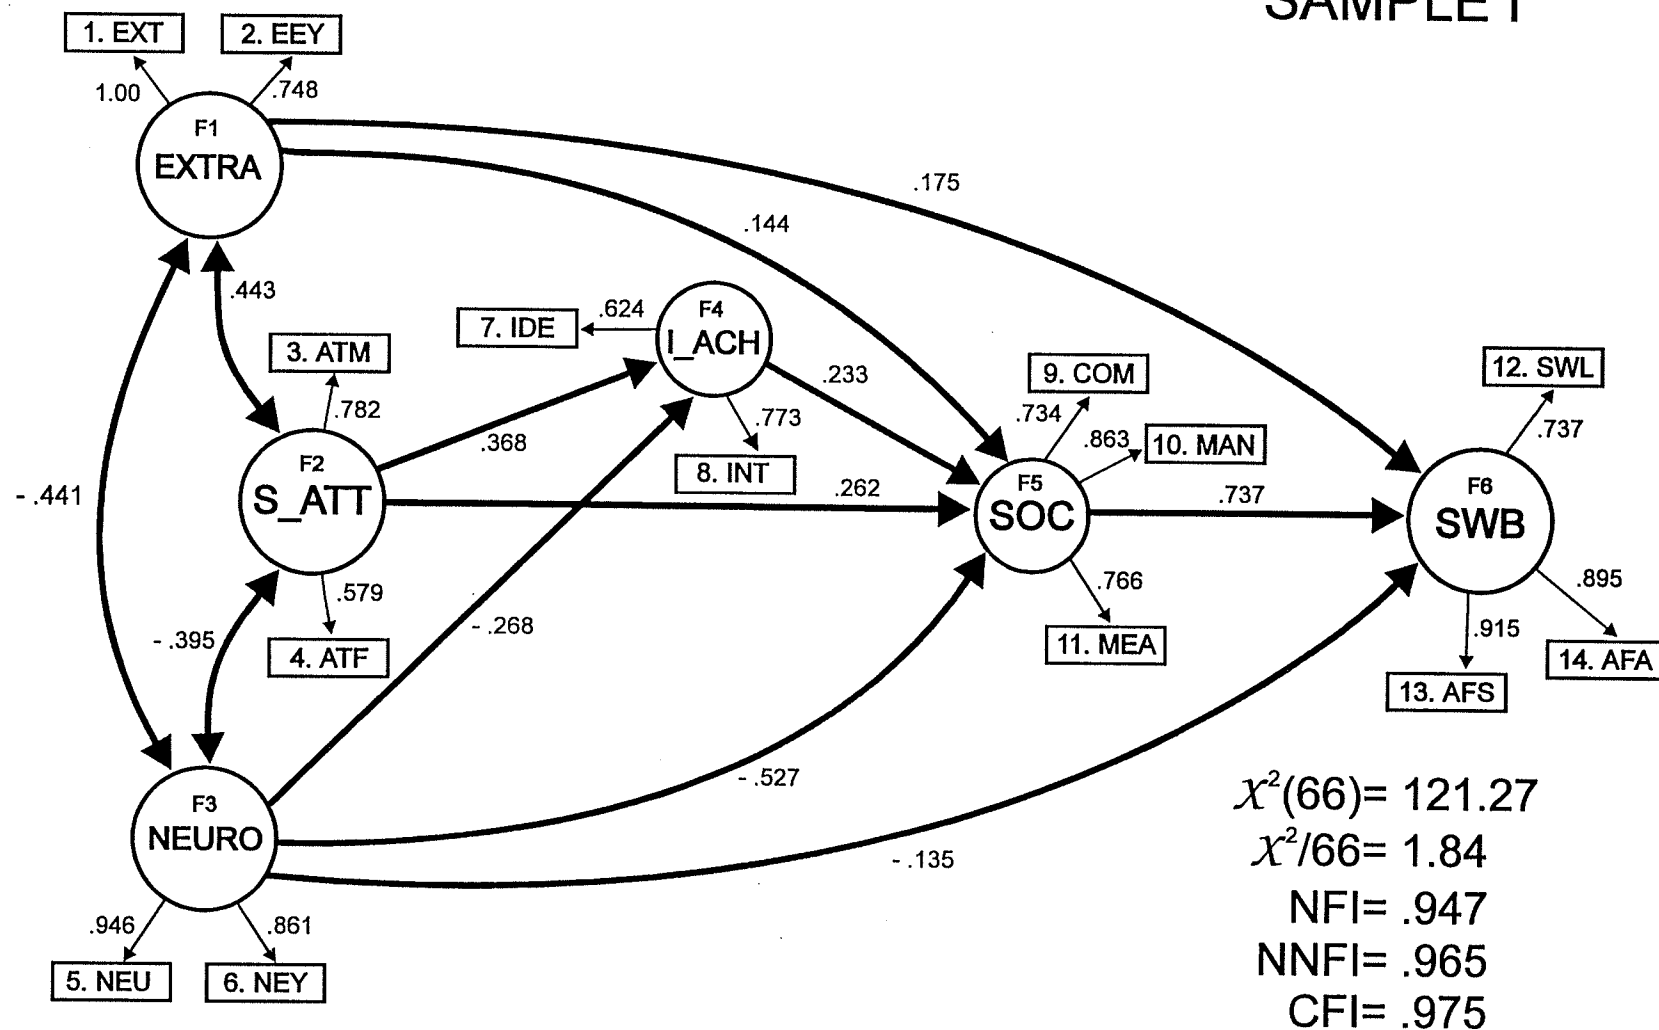 SAMPLE I
1. EXT
2. EEY
1.00
.748
F1
EXTRA
.175
.144
.443
3. ATM
.782
7. IDE
.624
F4
I_ACH
.233
9. COM
.734
.863
10. MAN
12. SWL
.737
.368
.773
8. INT
- .441
F2
S_ATT
.262
F5
SOC
.737
F6
SWB
.579
4. ATF
- .395
- .268
.766
11. MEA
.895
.915
14. AFA
13. AFS
- .527
- .135
F3
NEURO
.946
.861
5. NEU
6. NEY
χ²(66)= 121.27
χ²/66= 1.84
NFI= .947
NNFI= .965
CFI= .975